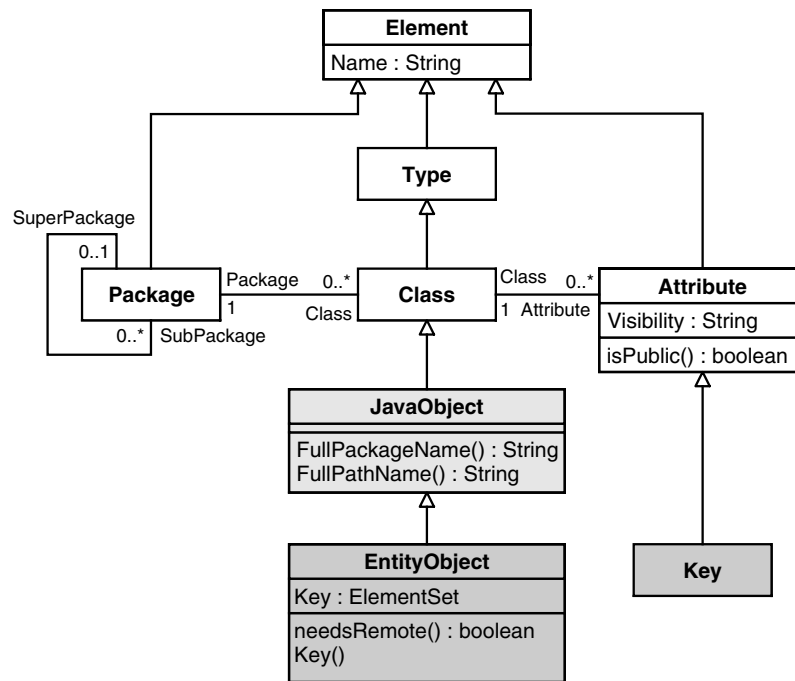 Element
Name : String
Type
SuperPackage
0..1
Package
Package
1
0..*
SubPackage
0..*
Class
Class
Class
1
0..*
Attribute
Attribute
Visibility : String
isPublic() : boolean
JavaObject
FullPackageName() : String
FullPathName() : String
EntityObject
Key : ElementSet
needsRemote() : boolean
Key()
Key